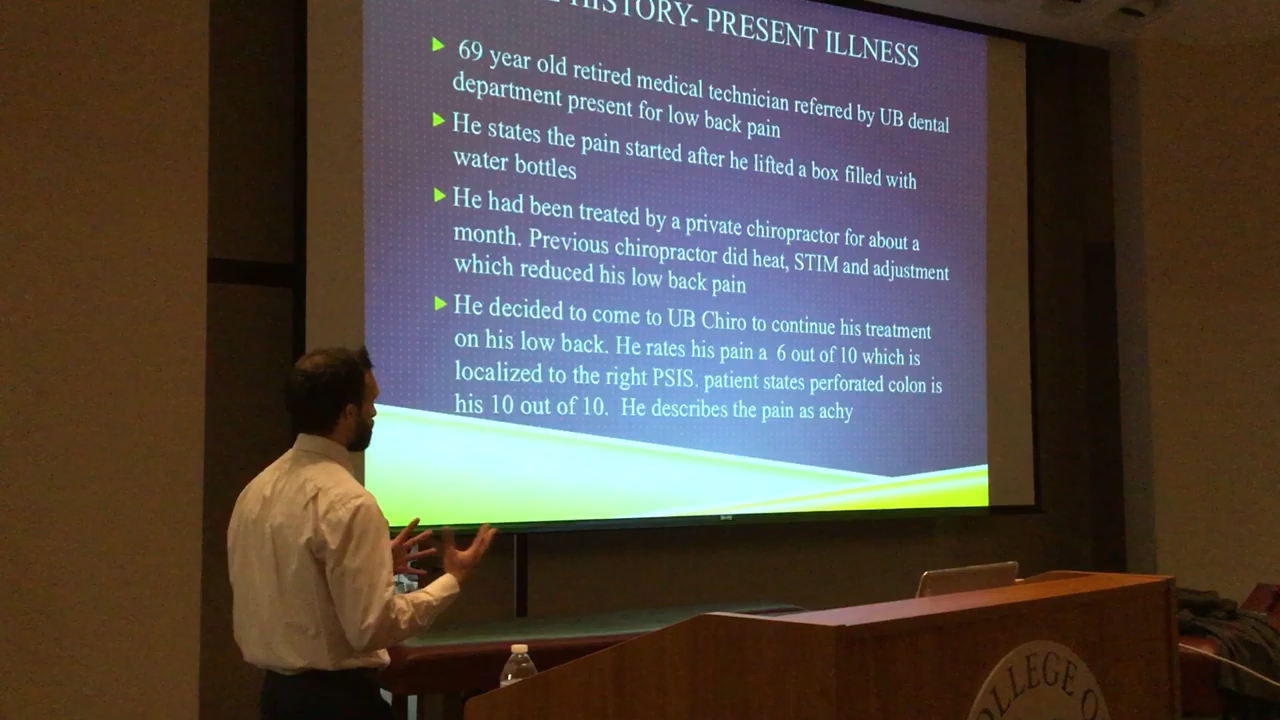 HISTORY- PRESENT ILLNESS
69 year old retired medical technician referred by UB dental
department present for low back pain
He states the pain started after he lifted a box filled with
water bottles
He had been treated by a private chiropractor for about a
month. Previous chiropractor did heat, STIM and adjustment
which reduced his low back pain
He decided to come to UB Chiro to continue his treatment
on his low back. He rates his pain a 6 out of 10 which is
localized to the right PSIS. patient states perforated colon is
his 10 out of 10. He describes the pain as achy
OLLEGE O